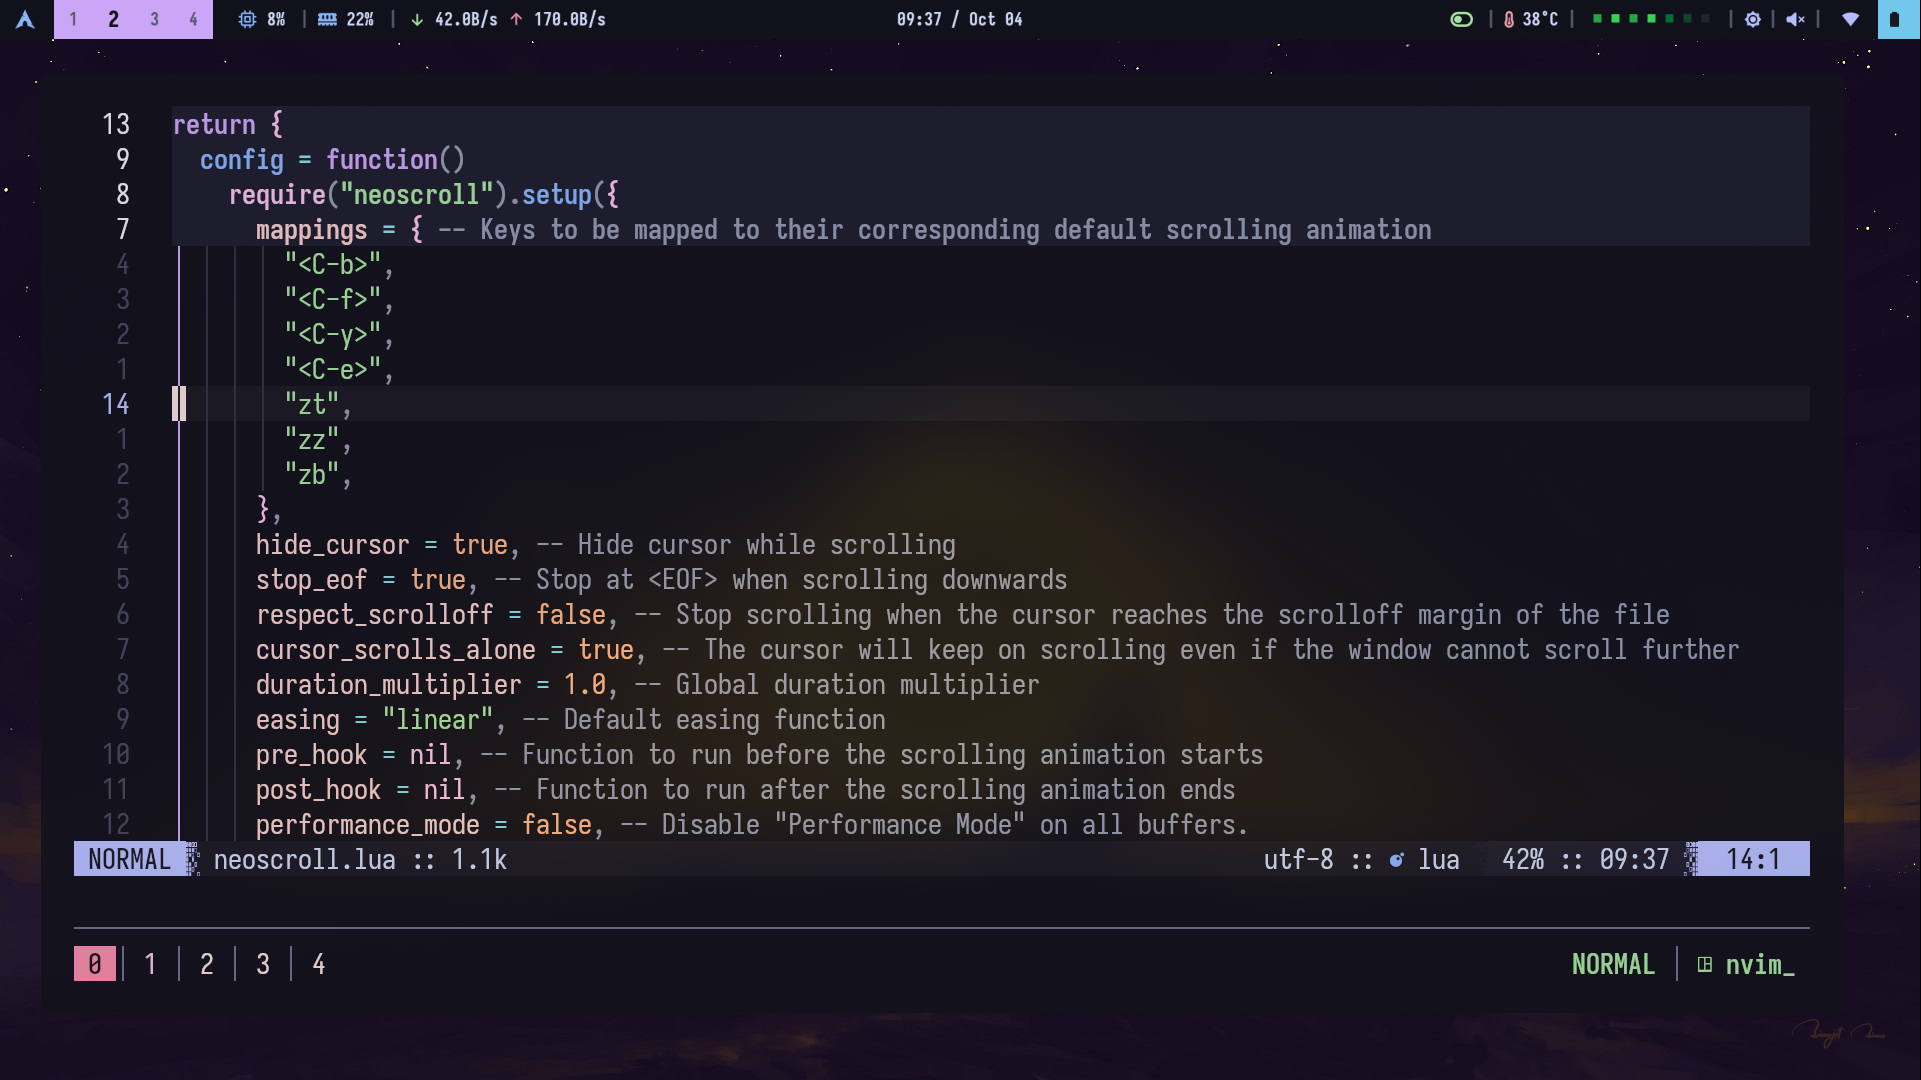 1 2 3 4 8% | 22% | ↓ 42.0B/s ↑ 170.0B/s 09:37 / Oct 04 | 38°C | | | |
13 return {
9 config = function()
8 require("neoscroll").setup({
7 mappings = { -- Keys to be mapped to their corresponding default scrolling animation
4 "<C-b>",
3 "<C-f>",
2 "<C-y>",
1 "<C-e>",
14 "zt",
1 "zz",
2 "zb",
3 },
4 hide_cursor = true, -- Hide cursor while scrolling
5 stop_eof = true, -- Stop at <EOF> when scrolling downwards
6 respect_scrolloff = false, -- Stop scrolling when the cursor reaches the scrolloff margin of the file
7 cursor_scrolls_alone = true, -- The cursor will keep on scrolling even if the window cannot scroll further
8 duration_multiplier = 1.0, -- Global duration multiplier
9 easing = "linear", -- Default easing function
10 pre_hook = nil, -- Function to run before the scrolling animation starts
11 post_hook = nil, -- Function to run after the scrolling animation ends
12 performance_mode = false, -- Disable "Performance Mode" on all buffers.
NORMAL neoscroll.lua :: 1.1k utf-8 :: lua 42% :: 09:37 14:1
0 | 1 | 2 | 3 | 4 NORMAL | nvim_